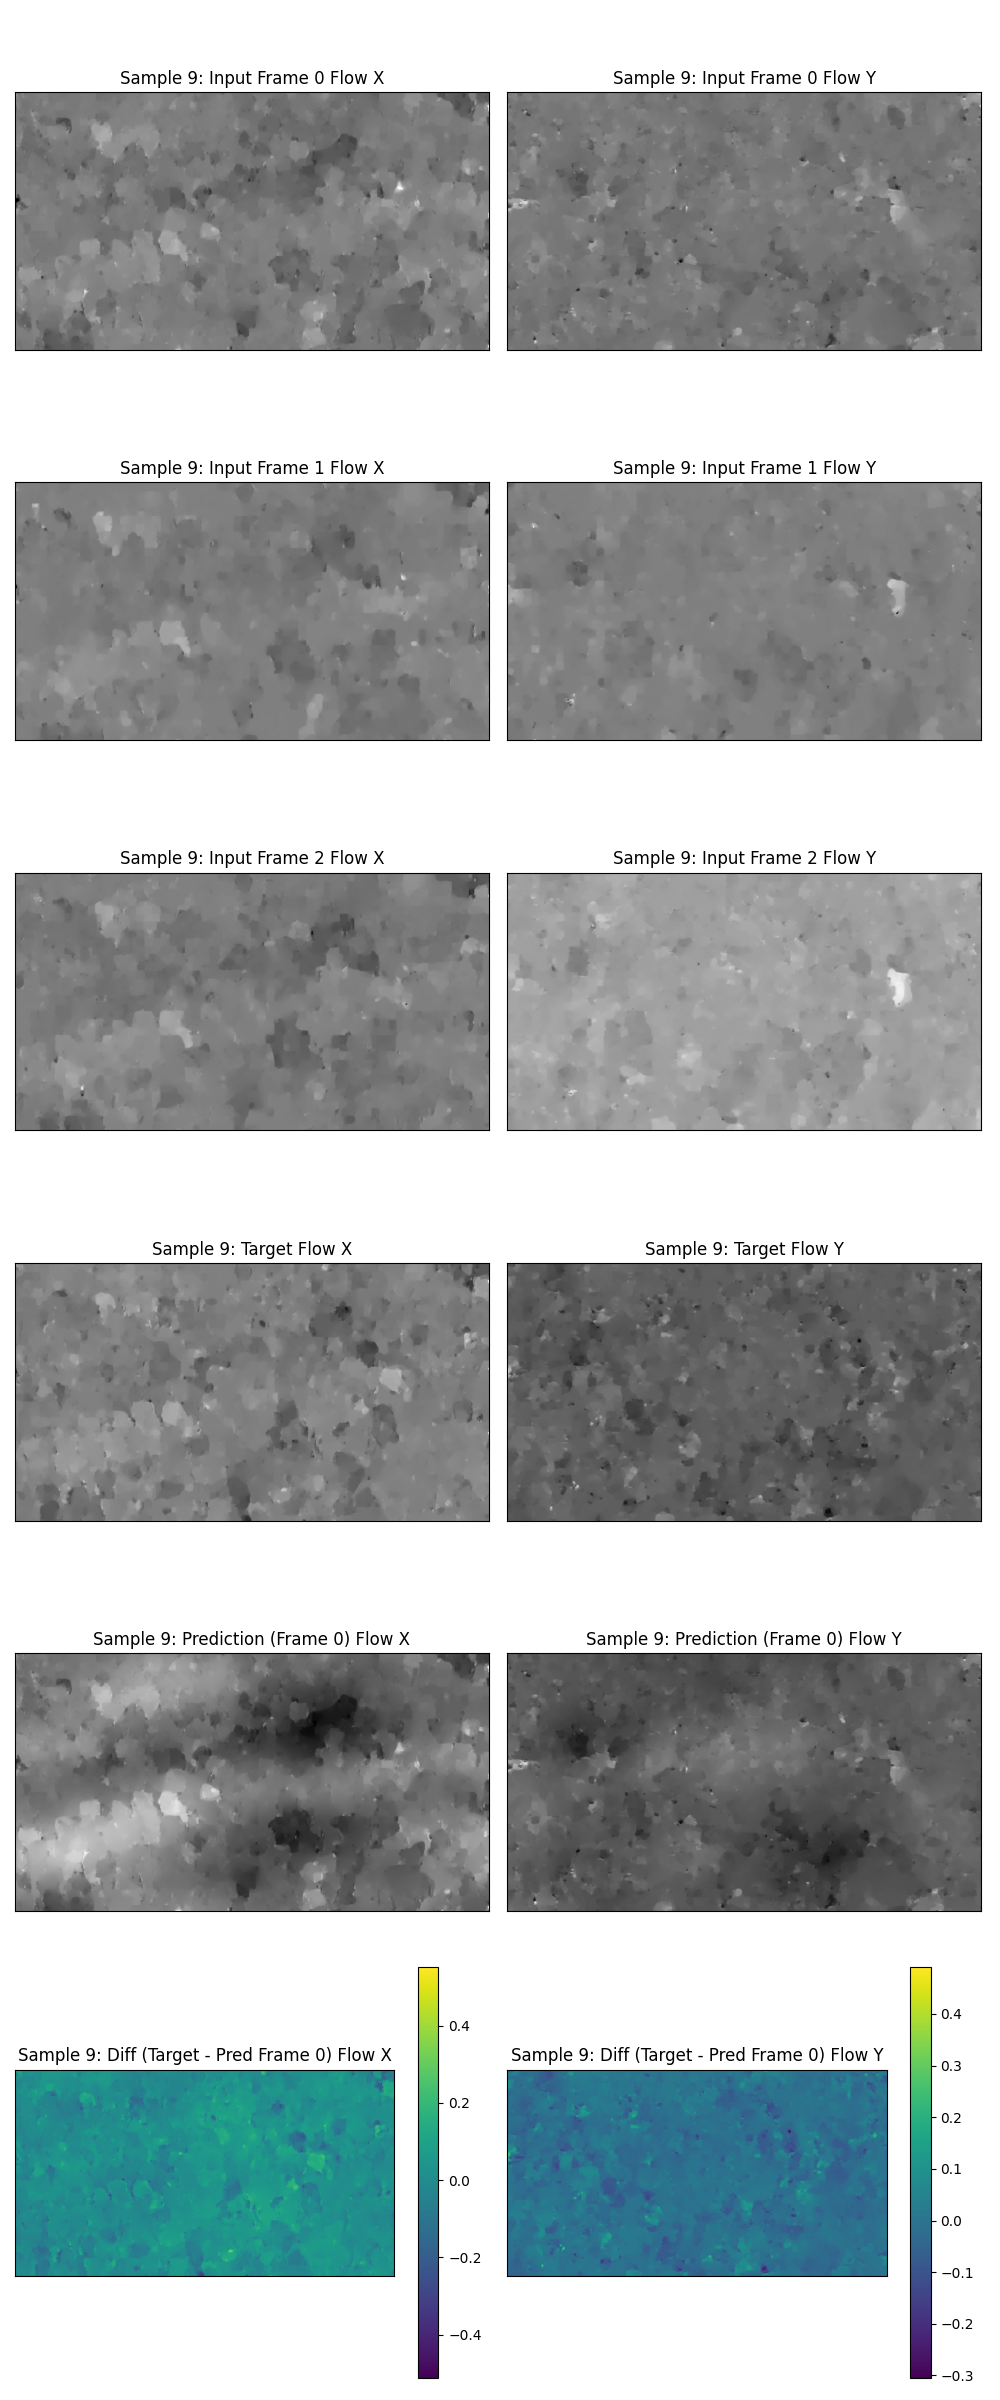 Sample 9: Input Frame 0 Flow X
Sample 9: Input Frame 0 Flow Y
Sample 9: Input Frame 1 Flow X
Sample 9: Input Frame 1 Flow Y
Sample 9: Input Frame 2 Flow X
Sample 9: Input Frame 2 Flow Y
Sample 9: Target Flow X
Sample 9: Target Flow Y
Sample 9: Prediction (Frame 0) Flow X
Sample 9: Prediction (Frame 0) Flow Y
Sample 9: Diff (Target - Pred Frame 0) Flow X
0.4
0.2
0.0
−0.2
−0.4
Sample 9: Diff (Target - Pred Frame 0) Flow Y
0.4
0.3
0.2
0.1
0.0
−0.1
−0.2
−0.3